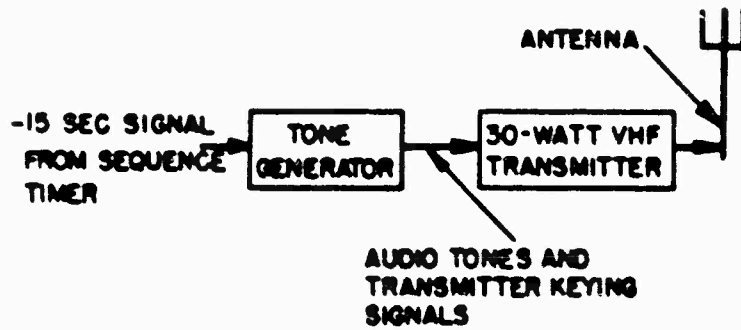 ANTENNA
-15 SEC SIGNAL
FROM SEQUENCE
TIMER
TONE
GENERATOR
30-WATT VHF
TRANSMITTER
AUDIO TONES AND
TRANSMITTER KEYING
SIGNALS